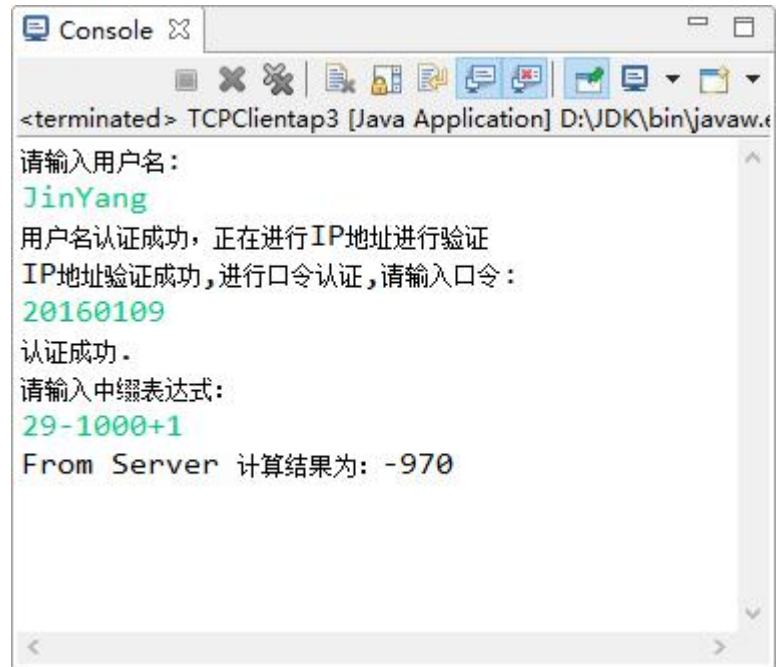 Console
<terminated> TCPClientap3 [Java Application] D:\JDK\bin\javaw.e
请输入用户名：
JinYang
用户名认证成功，正在进行IP地址进行验证
IP地址验证成功,进行口令认证,请输入口令：
20160109
认证成功.
请输入中缀表达式：
29-1000+1
From Server 计算结果为：-970